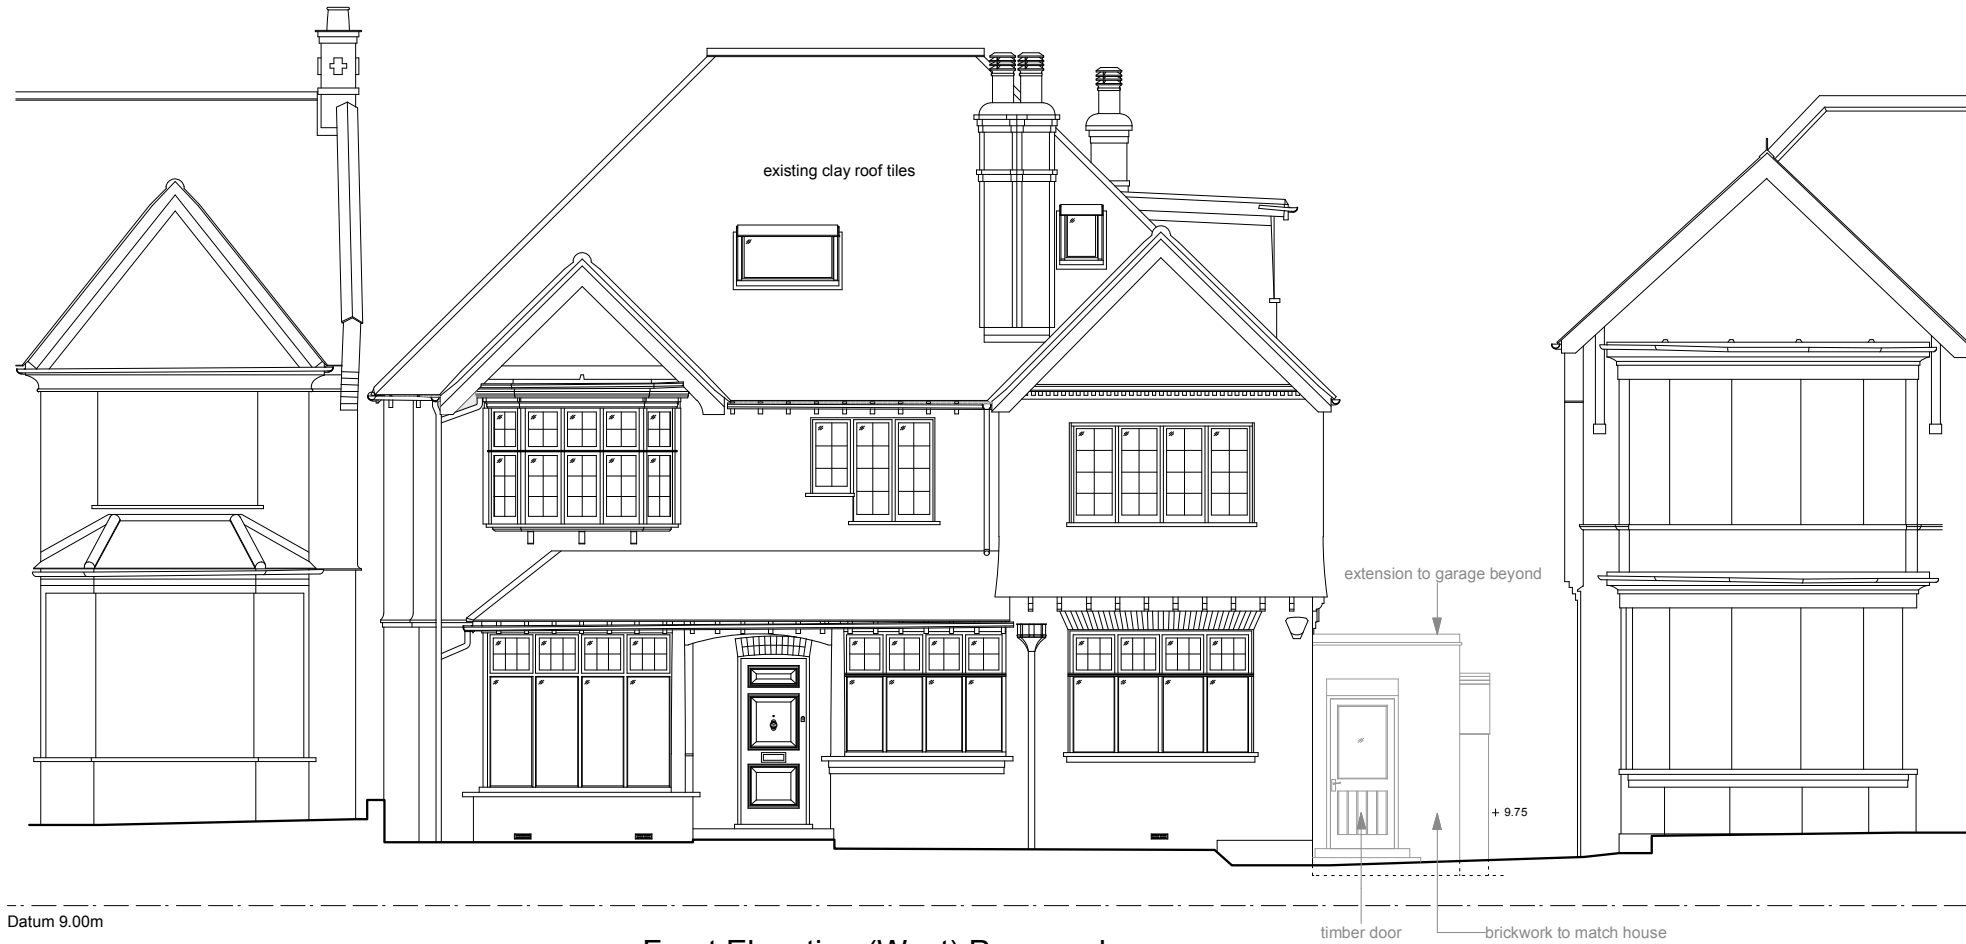 existing clay roof tiles
extension to garage beyond
+ 9.75
Datum 9.00m
timber door
brickwork to match house